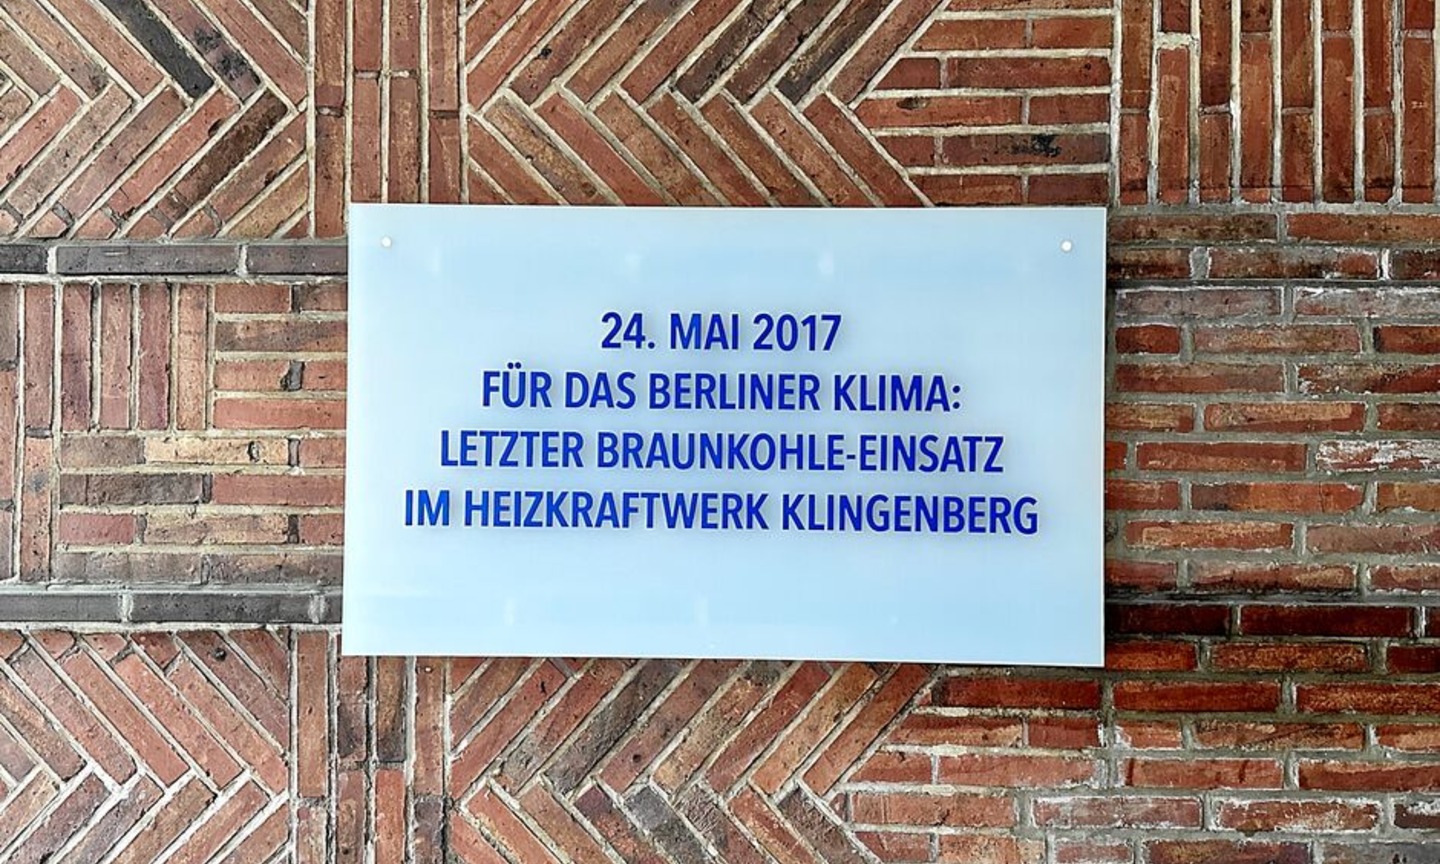 24. MAI 2017
FÜR DAS BERLINER KLIMA:
LETZTER BRAUNKOHLE-EINSATZ
IM HEIZKRAFTWERK KLINGENBERG